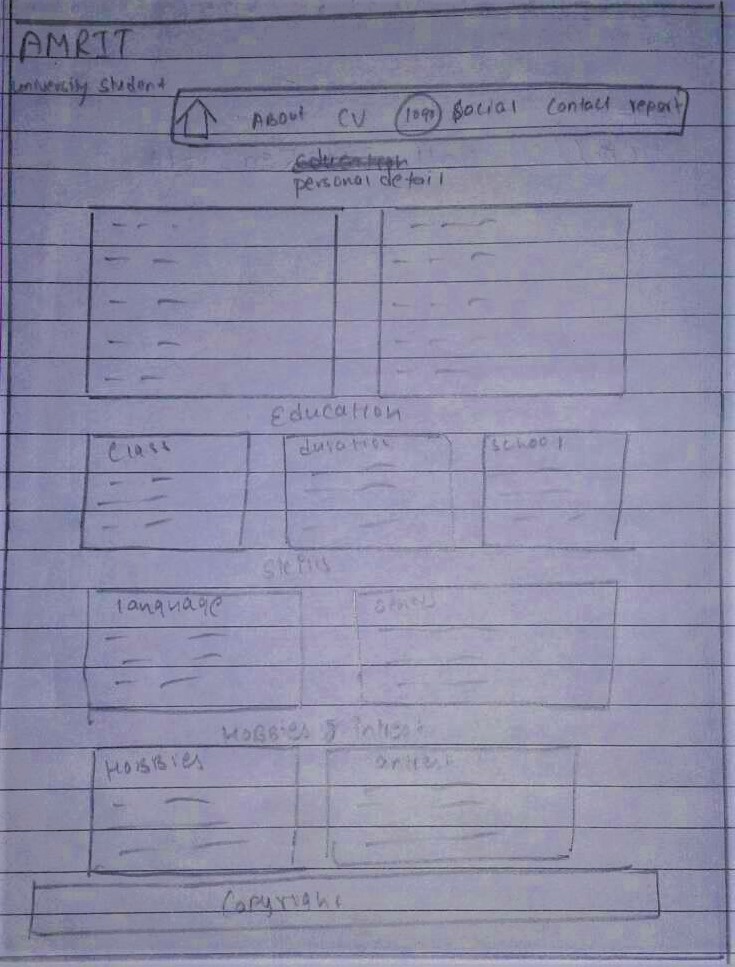 AMRIT
University Student
About CV logo Social Contact report
personal detail
Education
Class duration School
Skills
language others
HOBBIES & intrest
HOBBIES intrest
Copyright